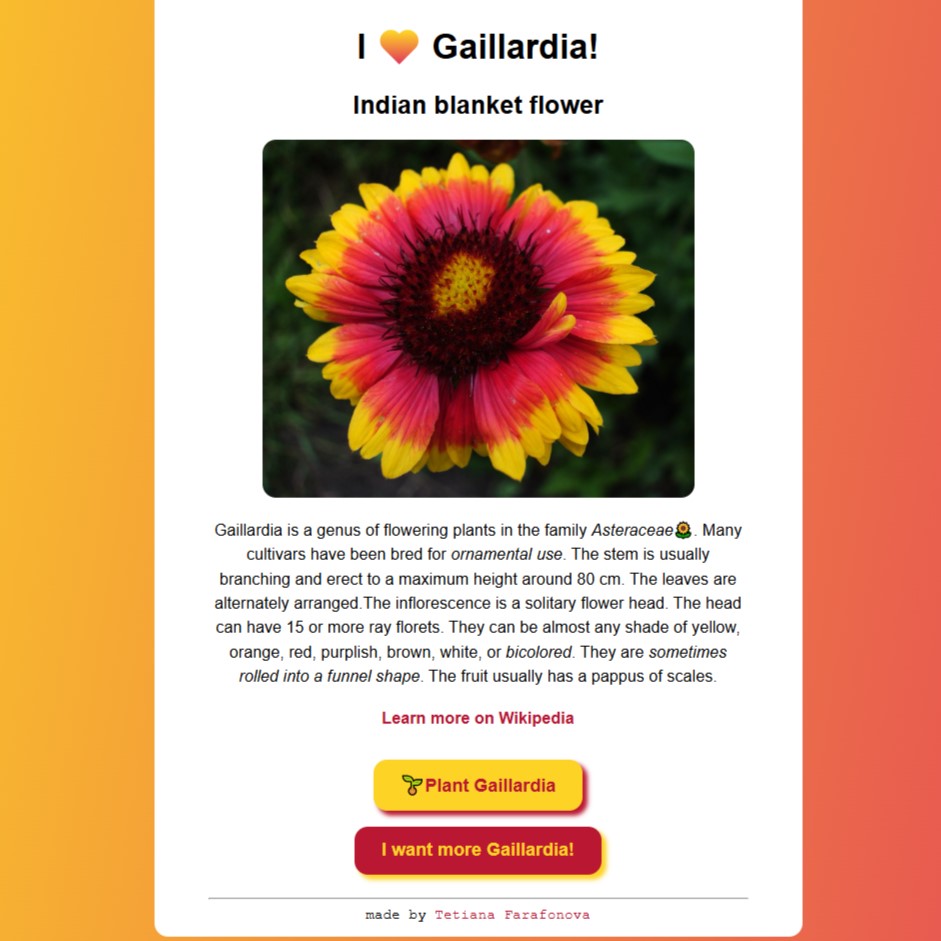 I 🧡 Gaillardia!
Indian blanket flower
Gaillardia is a genus of flowering plants in the family Asteraceae🌻. Many
cultivars have been bred for ornamental use. The stem is usually
branching and erect to a maximum height around 80 cm. The leaves are
alternately arranged.The inflorescence is a solitary flower head. The head
can have 15 or more ray florets. They can be almost any shade of yellow,
orange, red, purplish, brown, white, or bicolored. They are sometimes
rolled into a funnel shape. The fruit usually has a pappus of scales.
Learn more on Wikipedia
🌱Plant Gaillardia
I want more Gaillardia!
made by Tetiana Farafonova